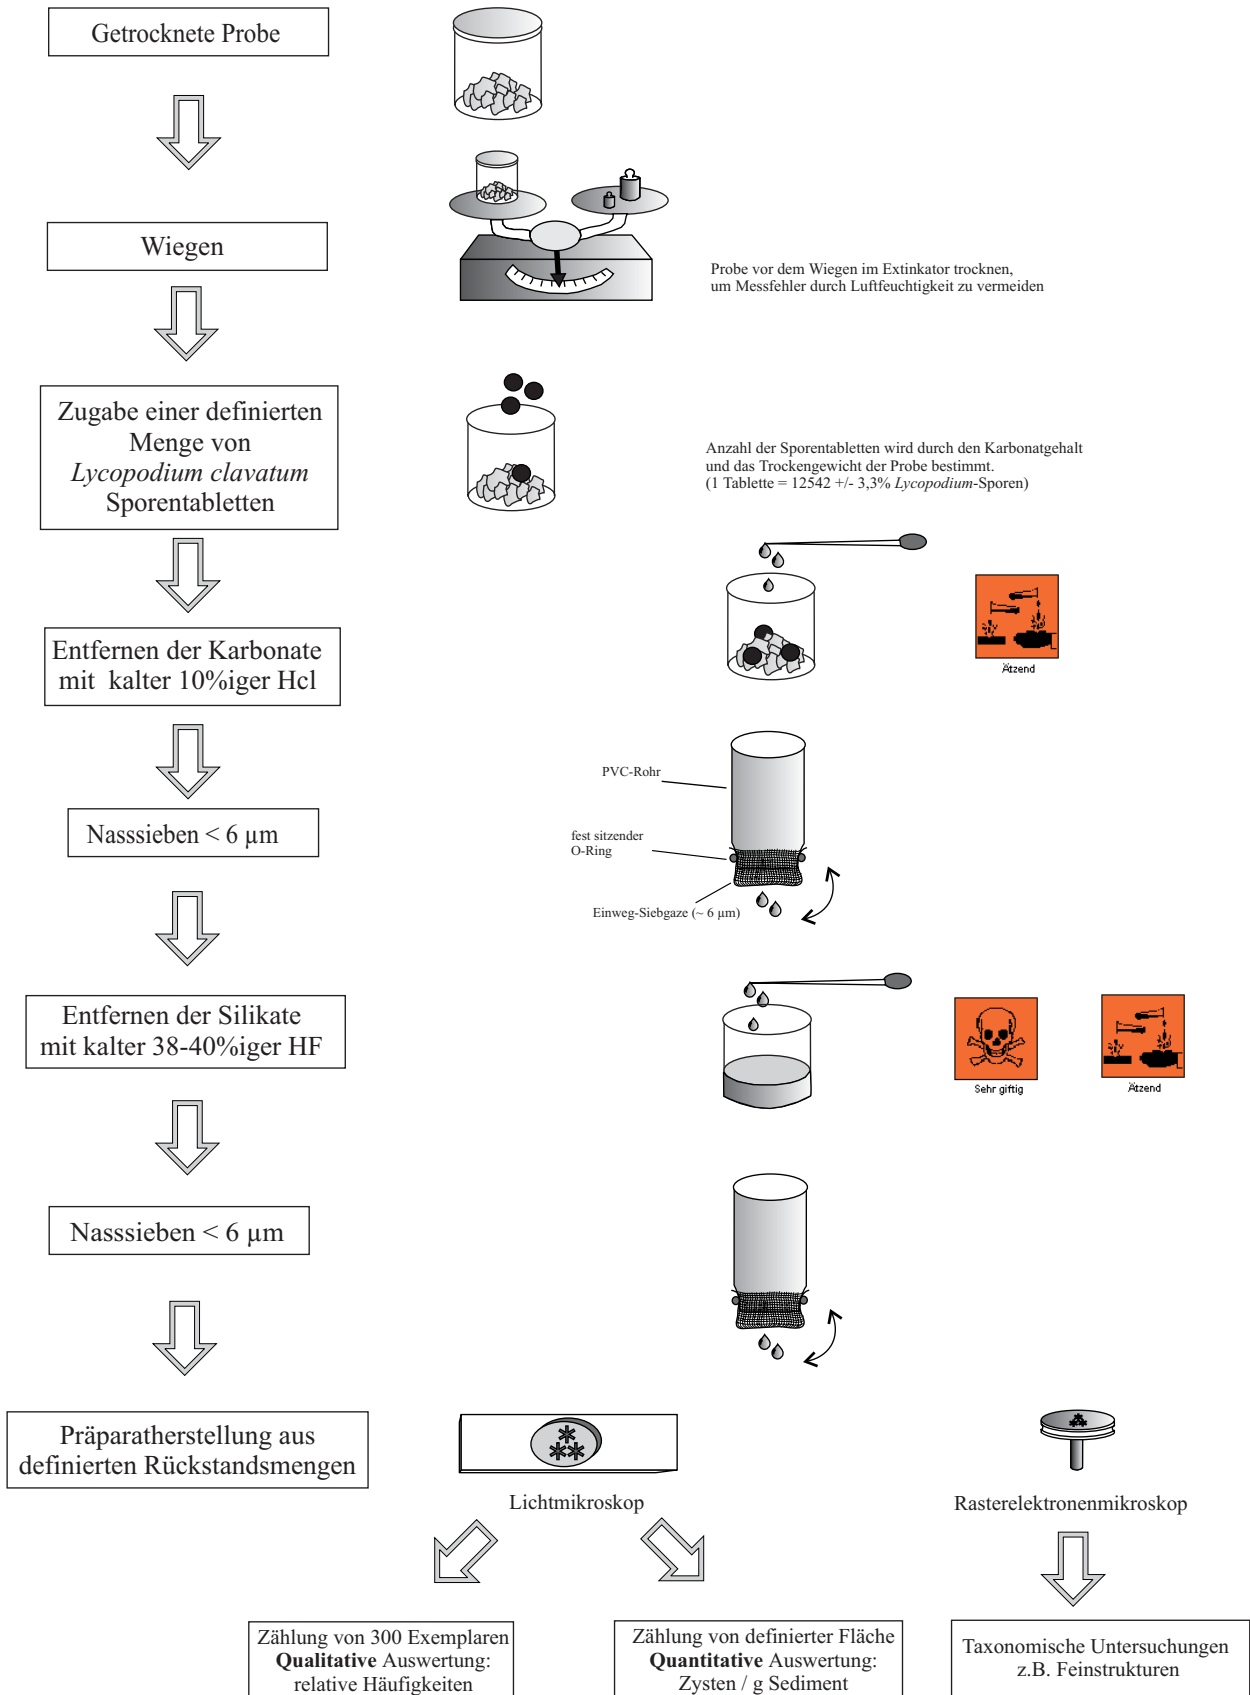 Getrocknete Probe
Wiegen
Probe vor dem Wiegen im Extinkator trocknen,
um Messfehler durch Luftfeuchtigkeit zu vermeiden
Zugabe einer definierten
Menge von
Lycopodium clavatum
Sporentabletten
Anzahl der Sporentabletten wird durch den Karbonatgehalt
und das Trockengewicht der Probe bestimmt.
(1 Tablette = 12542 +/- 3,3% Lycopodium-Sporen)
Entfernen der Karbonate
mit kalter 10%iger Hcl
Ätzend
PVC-Rohr
Nasssieben < 6 µm
fest sitzender
O-Ring
Einweg-Siebgaze (~ 6 µm)
Entfernen der Silikate
mit kalter 38-40%iger HF
Sehr giftig
Ätzend
Nasssieben < 6 µm
Präparatherstellung aus
definierten Rückstandsmengen
Lichtmikroskop
Rasterelektronenmikroskop
Zählung von 300 Exemplaren
Qualitative Auswertung:
relative Häufigkeiten
Zählung von definierter Fläche
Quantitative Auswertung:
Zysten / g Sediment
Taxonomische Untersuchungen
z.B. Feinstrukturen